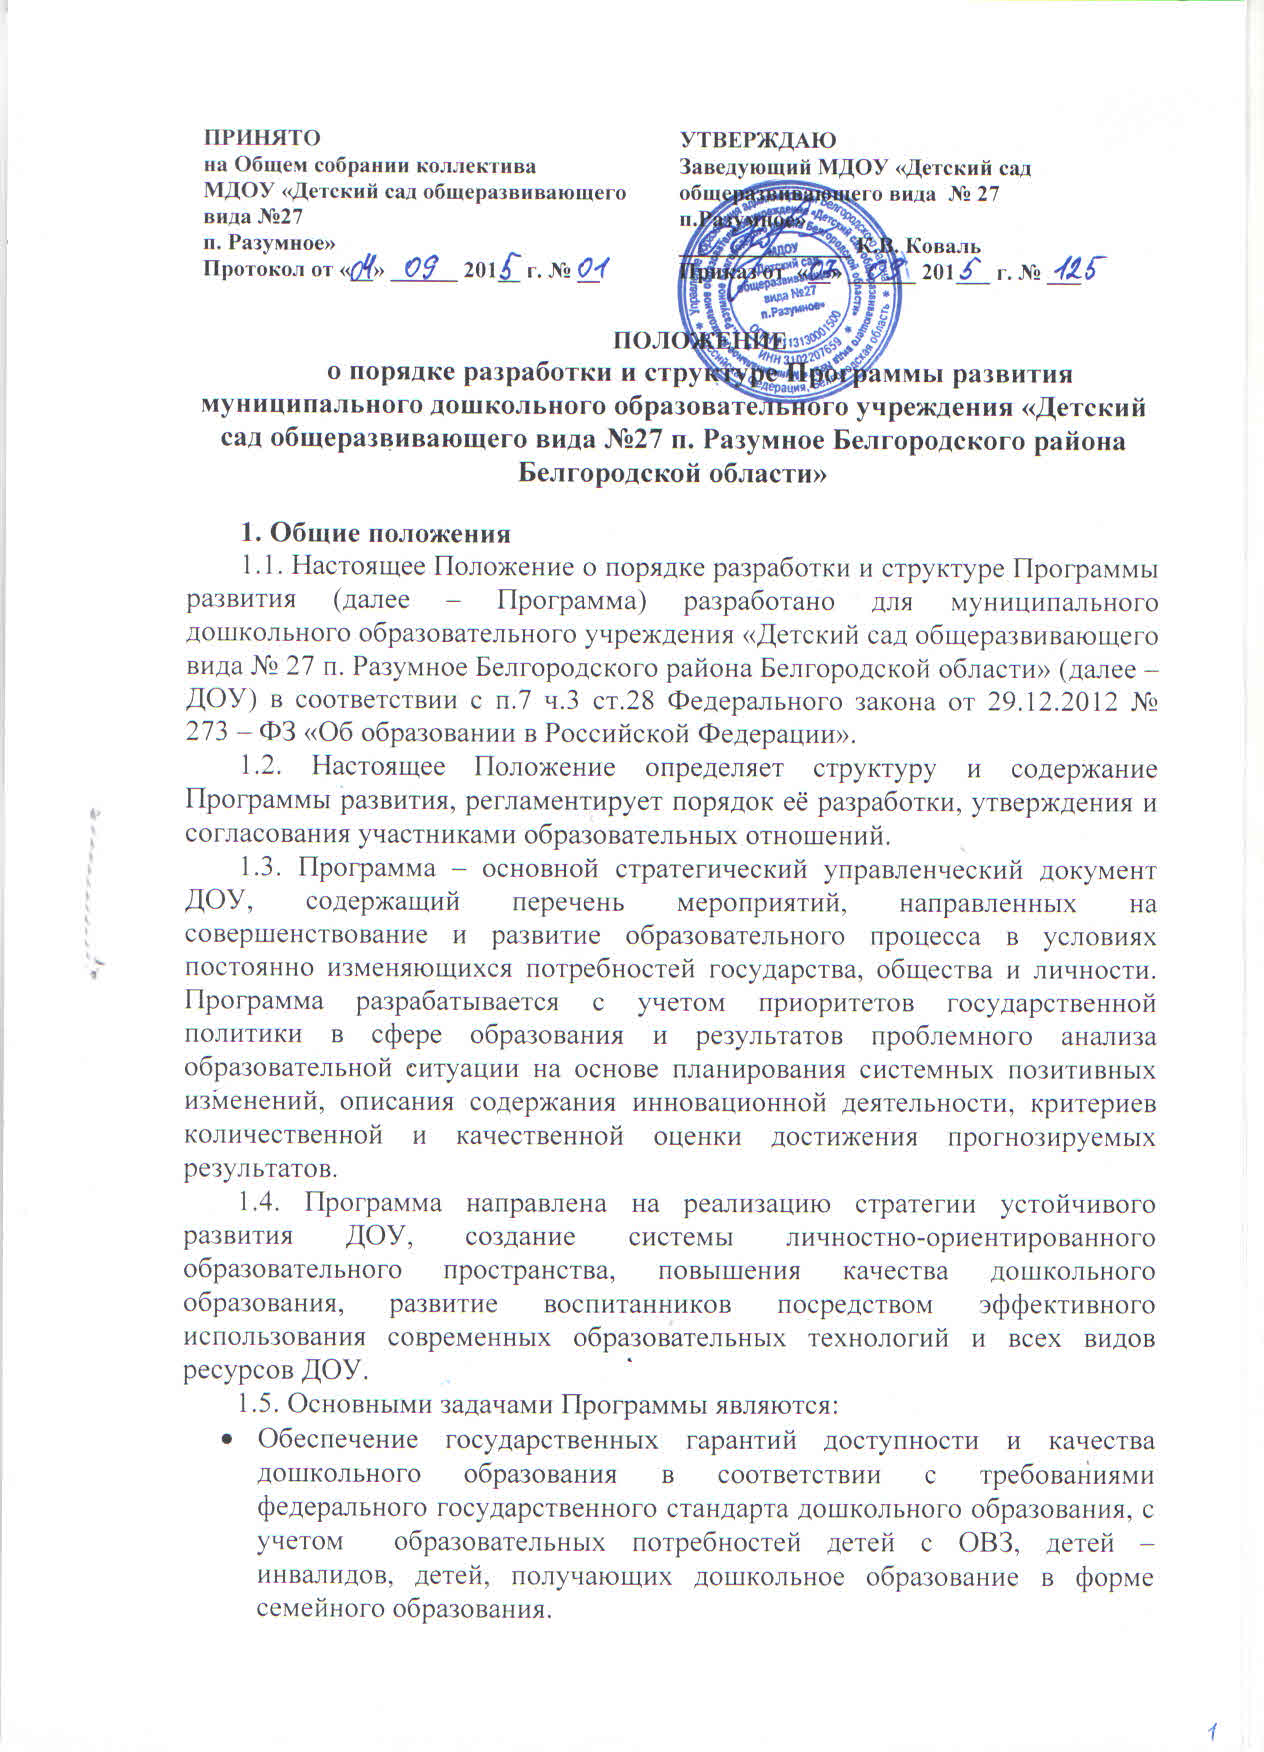 ПРИНЯТО
на Общем собрании коллектива
МДОУ «Детский сад общеразвивающего
вида №27
п. Разумное»
Протокол от «04» 09 2015 г. № 01
УТВЕРЖДАЮ
Заведующий МДОУ «Детский сад
общеразвивающего вида № 27
п.Разумное»
К.В. Коваль
Приказ от «07» 09 2015 г. № 125
МДОУ
«Детский сад
общеразвивающего
вида №27
п.Разумное»
ИНН 3102207659
ПОЛОЖЕНИЕ
о порядке разработки и структуре Программы развития
муниципального дошкольного образовательного учреждения «Детский
сад общеразвивающего вида №27 п. Разумное Белгородского района
Белгородской области»
1. Общие положения
1.1. Настоящее Положение о порядке разработки и структуре Программы
развития (далее – Программа) разработано для муниципального
дошкольного образовательного учреждения «Детский сад общеразвивающего
вида № 27 п. Разумное Белгородского района Белгородской области» (далее –
ДОУ) в соответствии с п.7 ч.3 ст.28 Федерального закона от 29.12.2012 №
273 – ФЗ «Об образовании в Российской Федерации».
1.2. Настоящее Положение определяет структуру и содержание
Программы развития, регламентирует порядок её разработки, утверждения и
согласования участниками образовательных отношений.
1.3. Программа – основной стратегический управленческий документ
ДОУ, содержащий перечень мероприятий, направленных на
совершенствование и развитие образовательного процесса в условиях
постоянно изменяющихся потребностей государства, общества и личности.
Программа разрабатывается с учетом приоритетов государственной
политики в сфере образования и результатов проблемного анализа
образовательной ситуации на основе планирования системных позитивных
изменений, описания содержания инновационной деятельности, критериев
количественной и качественной оценки достижения прогнозируемых
результатов.
1.4. Программа направлена на реализацию стратегии устойчивого
развития ДОУ, создание системы личностно-ориентированного
образовательного пространства, повышения качества дошкольного
образования, развитие воспитанников посредством эффективного
использования современных образовательных технологий и всех видов
ресурсов ДОУ.
1.5. Основными задачами Программы являются:
• Обеспечение государственных гарантий доступности и качества
дошкольного образования в соответствии с требованиями
федерального государственного стандарта дошкольного образования, с
учетом образовательных потребностей детей с ОВЗ, детей –
инвалидов, детей, получающих дошкольное образование в форме
семейного образования.
1